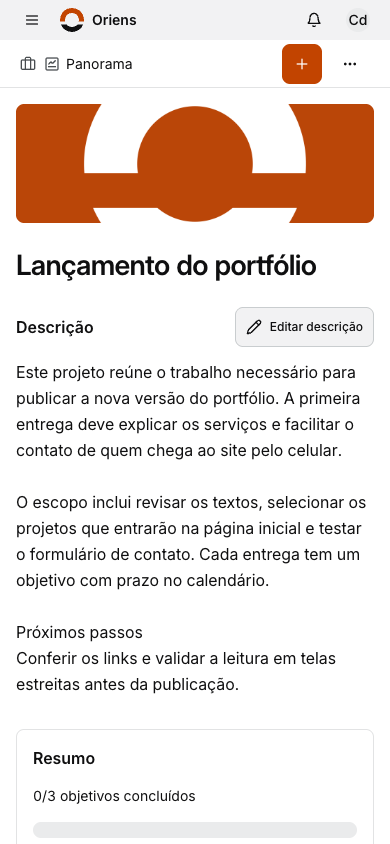 Oriens
Cd
Panorama
Lançamento do portfólio
Descrição
Editar descrição
Este projeto reúne o trabalho necessário para
publicar a nova versão do portfólio. A primeira
entrega deve explicar os serviços e facilitar o
contato de quem chega ao site pelo celular.
O escopo inclui revisar os textos, selecionar os
projetos que entrarão na página inicial e testar
o formulário de contato. Cada entrega tem um
objetivo com prazo no calendário.
Próximos passos
Conferir os links e validar a leitura em telas
estreitas antes da publicação.
Resumo
0/3 objetivos concluídos